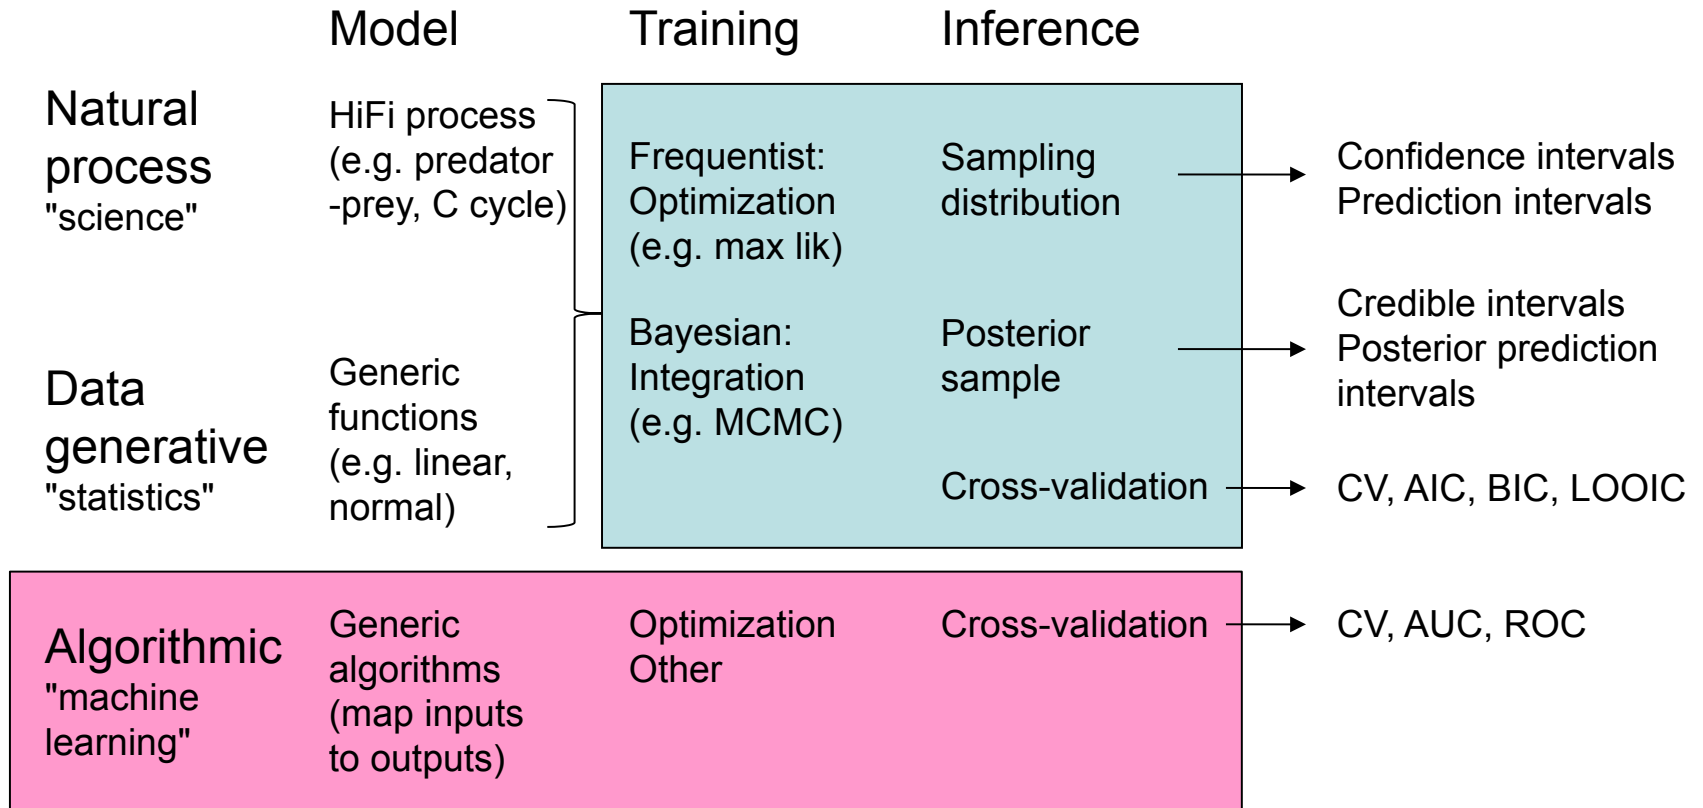 Model Training Inference
Natural
process
"science"
HiFi process
(e.g. predator
-prey, C cycle)
Frequentist:
Optimization
(e.g. max lik)
Sampling
distribution
Confidence intervals
Prediction intervals
Bayesian:
Integration
(e.g. MCMC)
Posterior
sample
Credible intervals
Posterior prediction
intervals
Data
generative
"statistics"
Generic
functions
(e.g. linear,
normal)
Cross-validation
CV, AIC, BIC, LOOIC
Algorithmic
"machine
learning"
Generic
algorithms
(map inputs
to outputs)
Optimization
Other
Cross-validation
CV, AUC, ROC